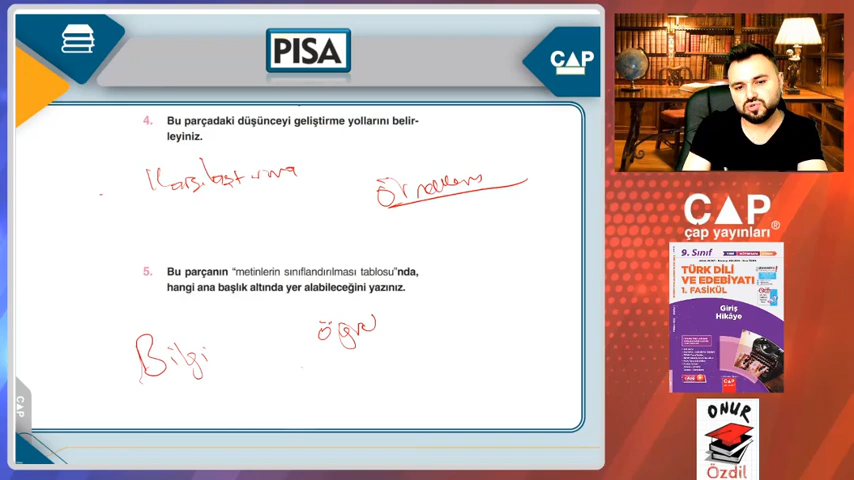 PISA
ÇAP
4. Bu parçadaki düşünceyi geliştirme yollarını belir-
leyiniz.
Karşılaştırma
Örnekleme
5. Bu parçanın “metinlerin sınıflandırılması tablosu”nda,
hangi ana başlık altında yer alabileceğini yazınız.
Bilgi
öğre
ÇAP
ÇAP
çap yayınları®
9. Sınıf
TÜRK DİLİ
VE EDEBİYATI
1. FASİKÜL
Giriş
Hikâye
ONUR
Özdil